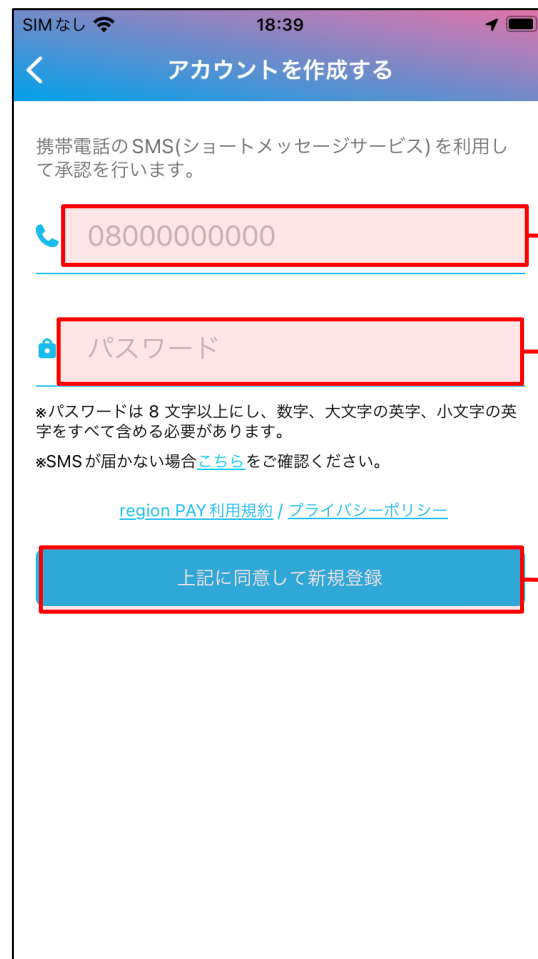 SIMなし 18:39
アカウントを作成する
携帯電話のSMS(ショートメッセージサービス)を利用し
て承認を行います。
08000000000
パスワード
※パスワードは 8 文字以上にし、数字、大文字の英字、小文字の英
字をすべて含める必要があります。
※SMSが届かない場合こちらをご確認ください。
region PAY利用規約 / プライバシーポリシー
上記に同意して新規登録